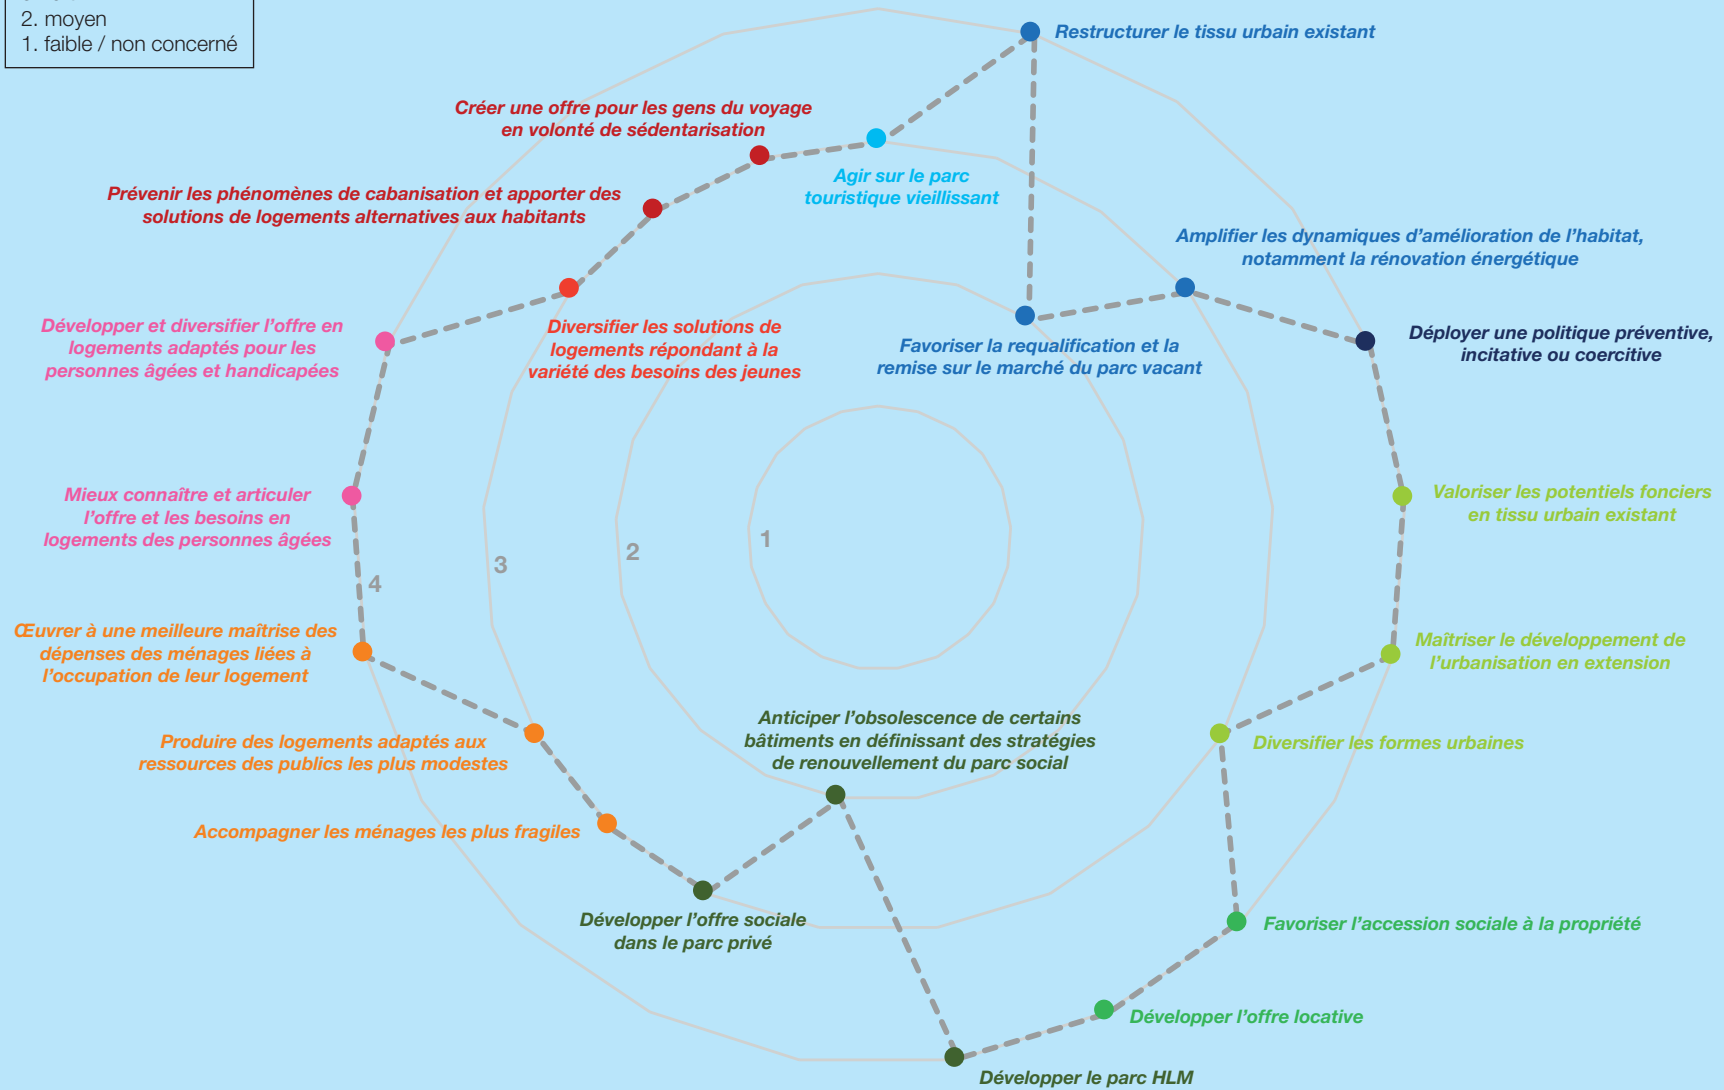 2. moyen
1. faible / non concerné
Restructurer le tissu urbain existant
Créer une offre pour les gens du voyage
en volonté de sédentarisation
Agir sur le parc
touristique vieillissant
Prévenir les phénomènes de cabanisation et apporter des
solutions de logements alternatives aux habitants
Amplifier les dynamiques d'amélioration de l'habitat,
notamment la rénovation énergétique
Développer et diversifier l'offre en
logements adaptés pour les
personnes âgées et handicapées
Diversifier les solutions de
logements répondant à la
variété des besoins des jeunes
Favoriser la requalification et la
remise sur le marché du parc vacant
Déployer une politique préventive,
incitative ou coercitive
Mieux connaître et articuler
l'offre et les besoins en
logements des personnes âgées
Valoriser les potentiels fonciers
en tissu urbain existant
4
3
2
1
Œuvrer à une meilleure maîtrise des
dépenses des ménages liées à
l'occupation de leur logement
Maîtriser le développement de
l'urbanisation en extension
Produire des logements adaptés aux
ressources des publics les plus modestes
Anticiper l'obsolescence de certains
bâtiments en définissant des stratégies
de renouvellement du parc social
Diversifier les formes urbaines
Accompagner les ménages les plus fragiles
Développer l'offre sociale
dans le parc privé
Favoriser l'accession sociale à la propriété
Développer l'offre locative
Développer le parc HLM